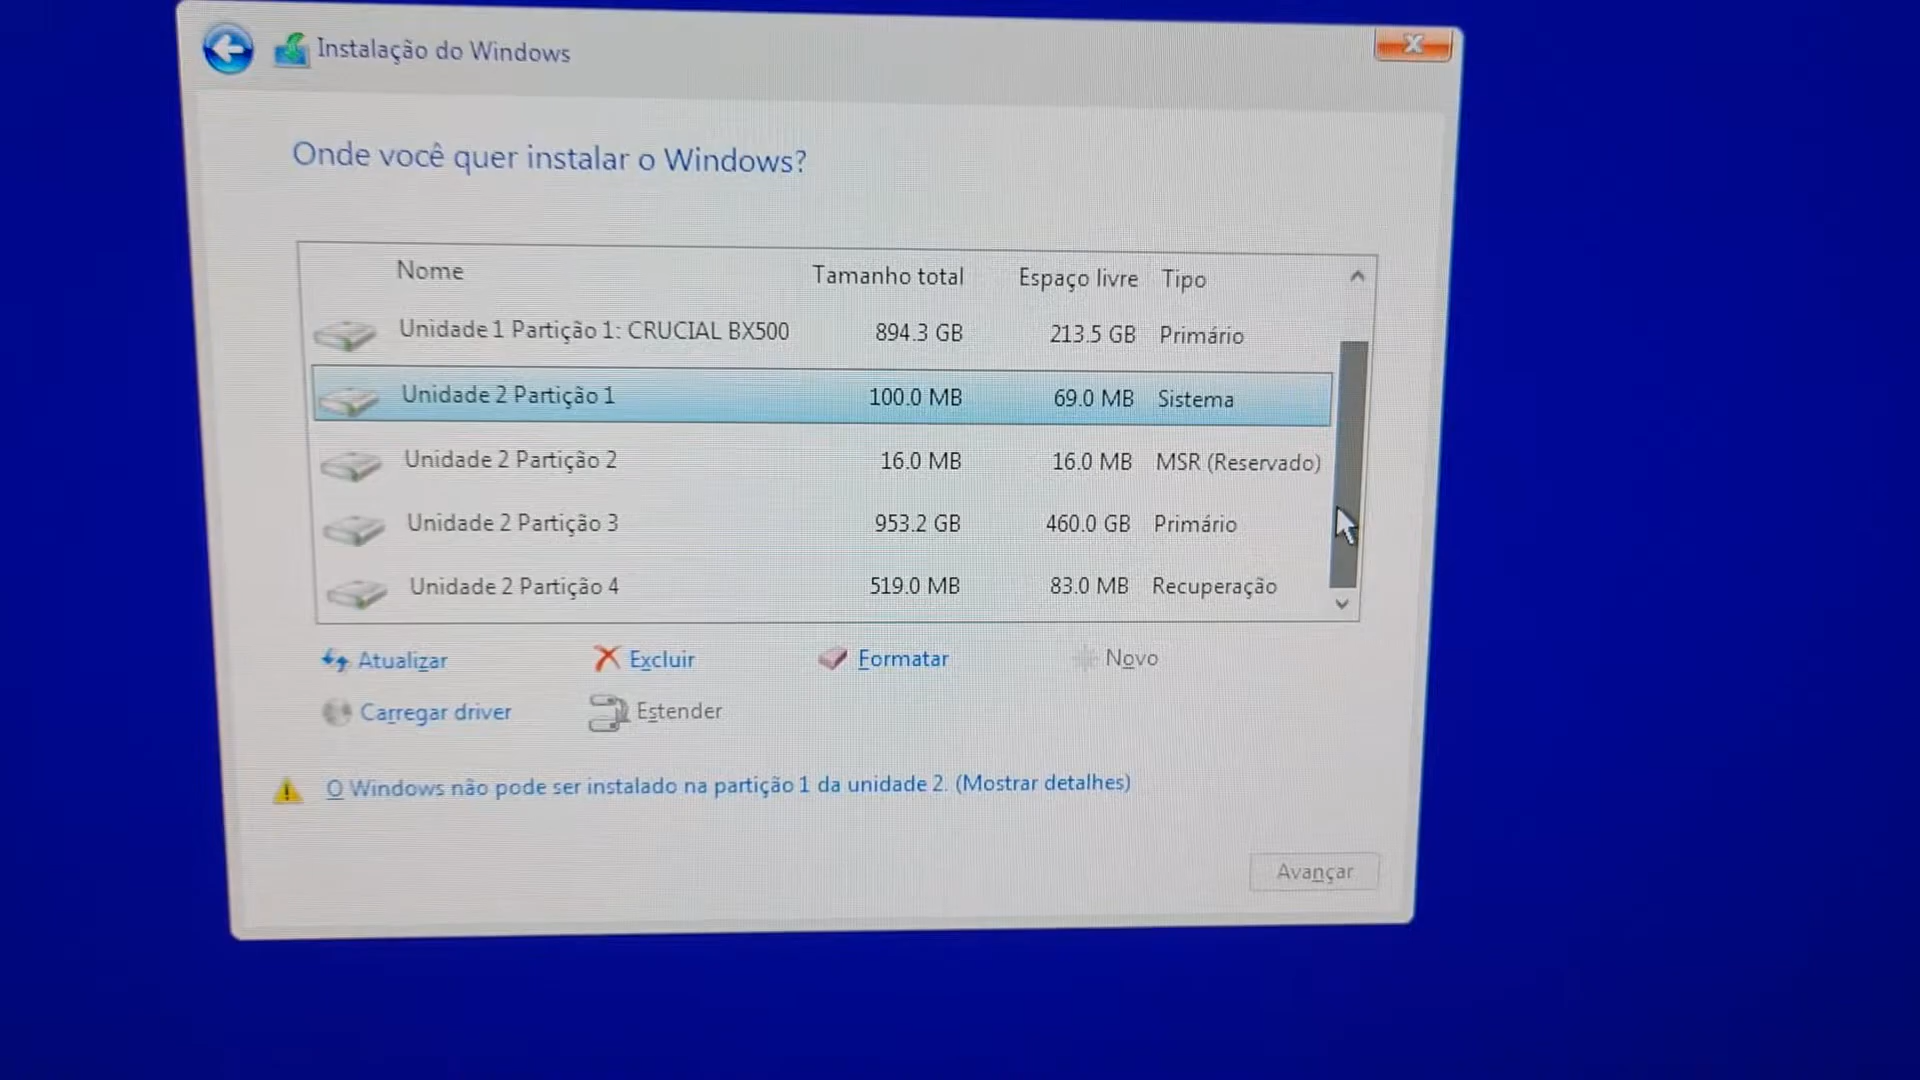 Instalação do Windows
Onde você quer instalar o Windows?
Nome Tamanho total Espaço livre Tipo
Unidade 1 Partição 1: CRUCIAL BX500 894.3 GB 213.5 GB Primário
Unidade 2 Partição 1 100.0 MB 69.0 MB Sistema
Unidade 2 Partição 2 16.0 MB 16.0 MB MSR (Reservado)
Unidade 2 Partição 3 953.2 GB 460.0 GB Primário
Unidade 2 Partição 4 519.0 MB 83.0 MB Recuperação
Atualizar Excluir Formatar Novo
Carregar driver Estender
O Windows não pode ser instalado na partição 1 da unidade 2. (Mostrar detalhes)
Avançar